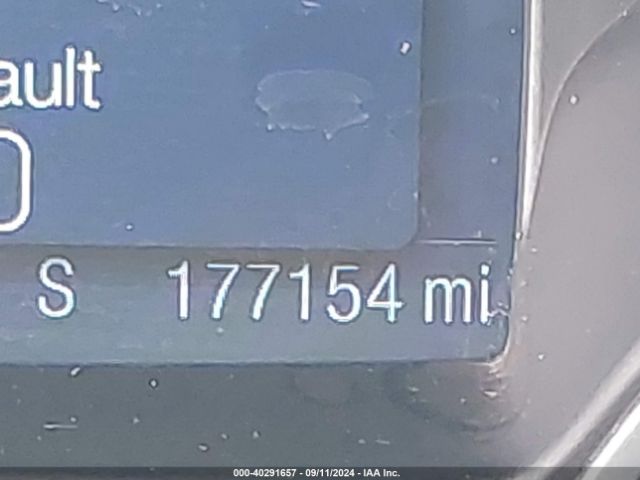 ault
S 177154 mi
000-40291657 - 09/11/2024 - IAA Inc.